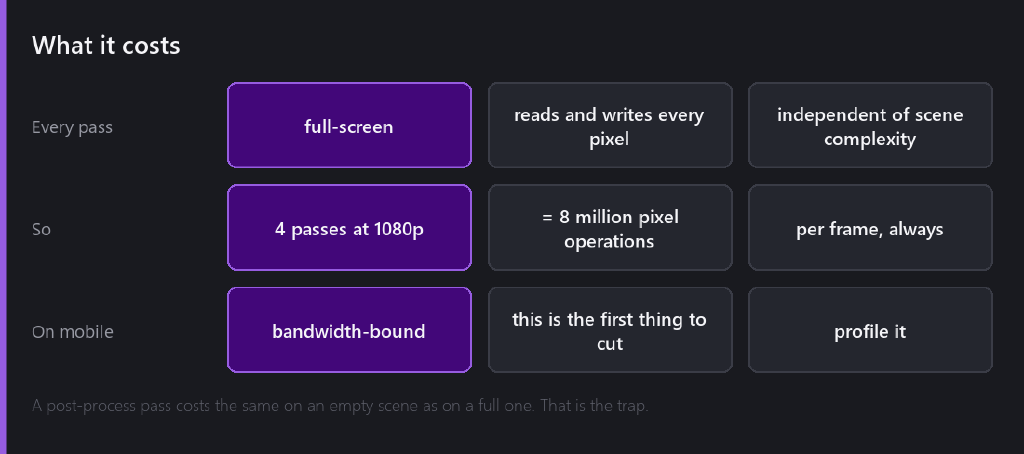 What it costs
Every pass
full-screen
reads and writes every
pixel
independent of scene
complexity
So
4 passes at 1080p
= 8 million pixel
operations
per frame, always
On mobile
bandwidth-bound
this is the first thing to
cut
profile it
A post-process pass costs the same on an empty scene as on a full one. That is the trap.